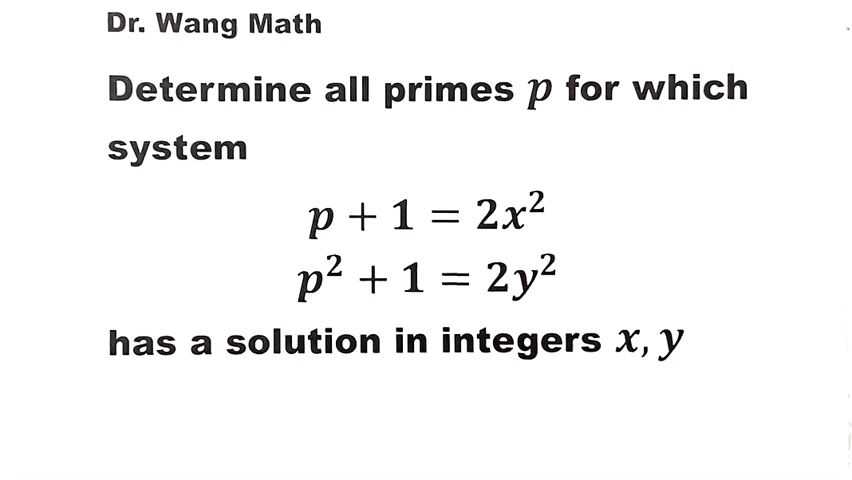 Dr. Wang Math
Determine all primes p for which
system
p + 1 = 2x²
p² + 1 = 2y²
has a solution in integers x, y